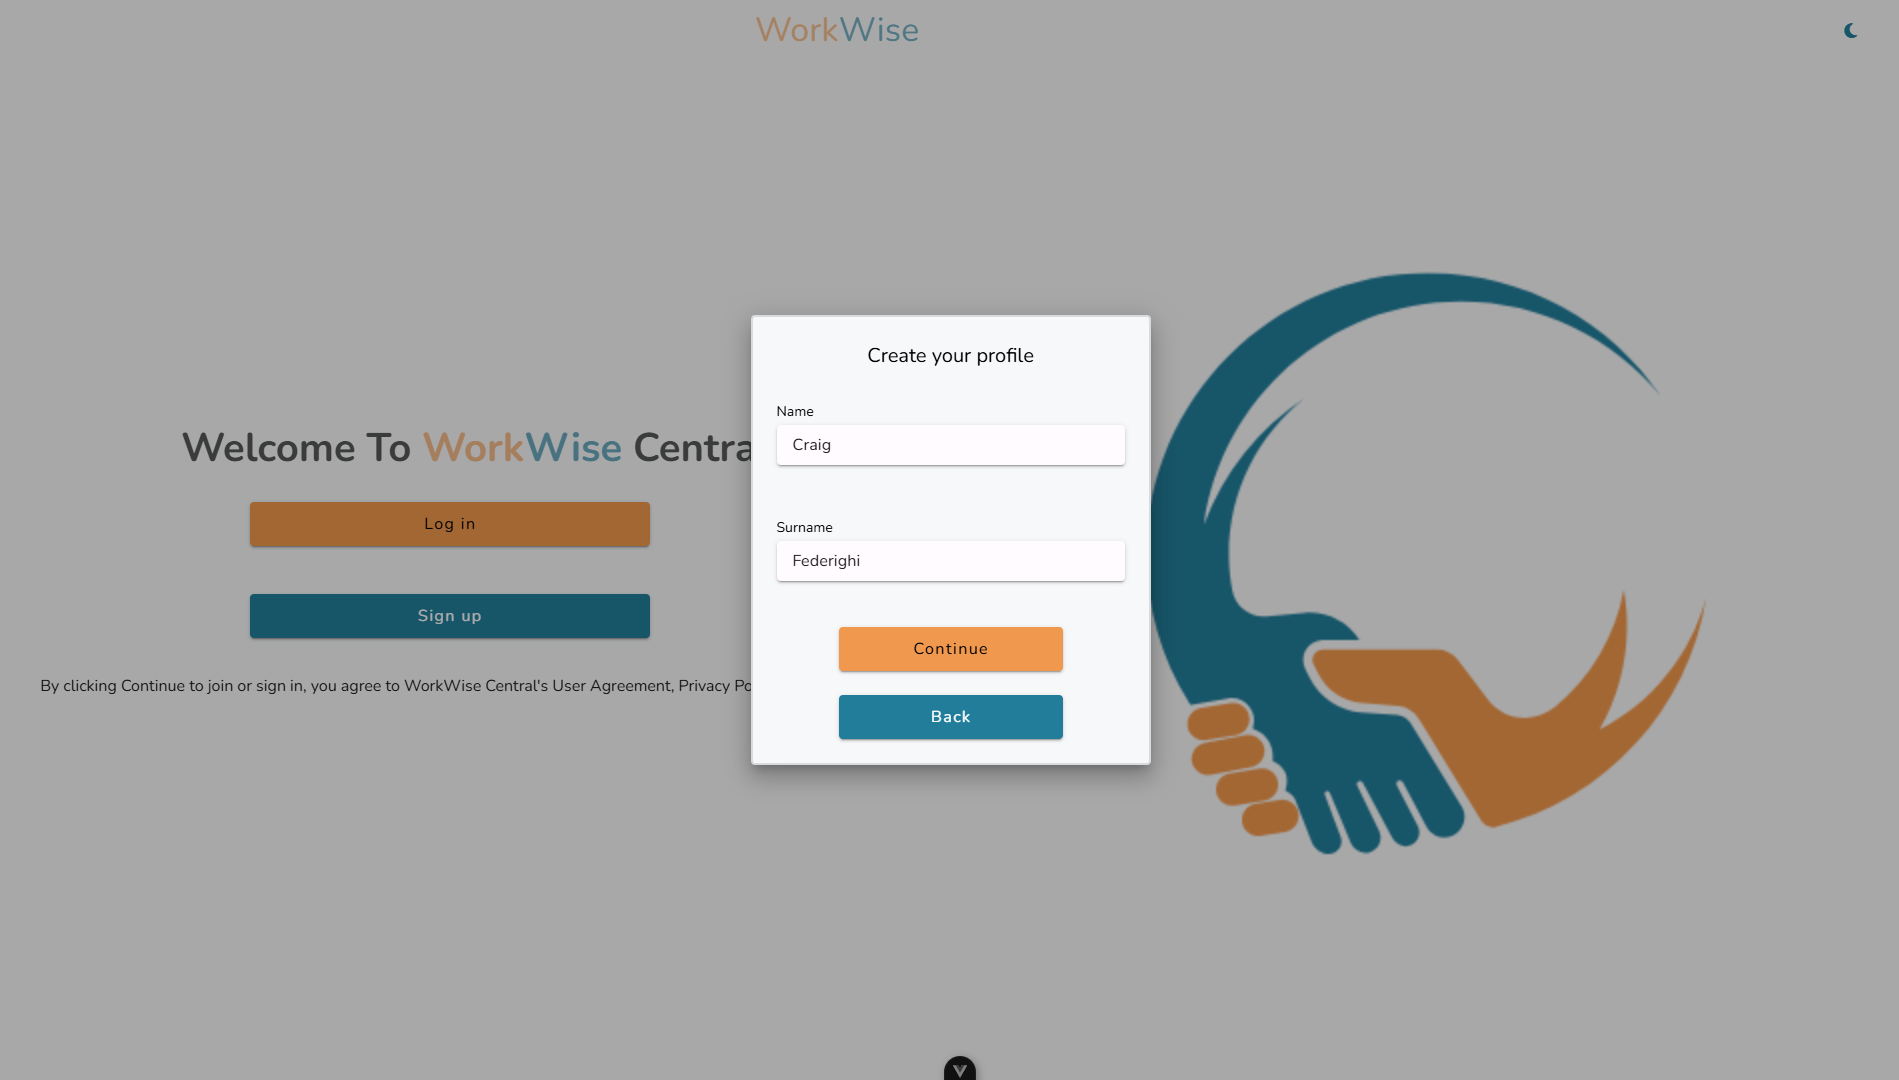 WorkWise
Welcome To WorkWise Centra
Log in
Sign up
By clicking Continue to join or sign in, you agree to WorkWise Central's User Agreement, Privacy Po
Create your profile
Name
Craig
Surname
Federighi
Continue
Back